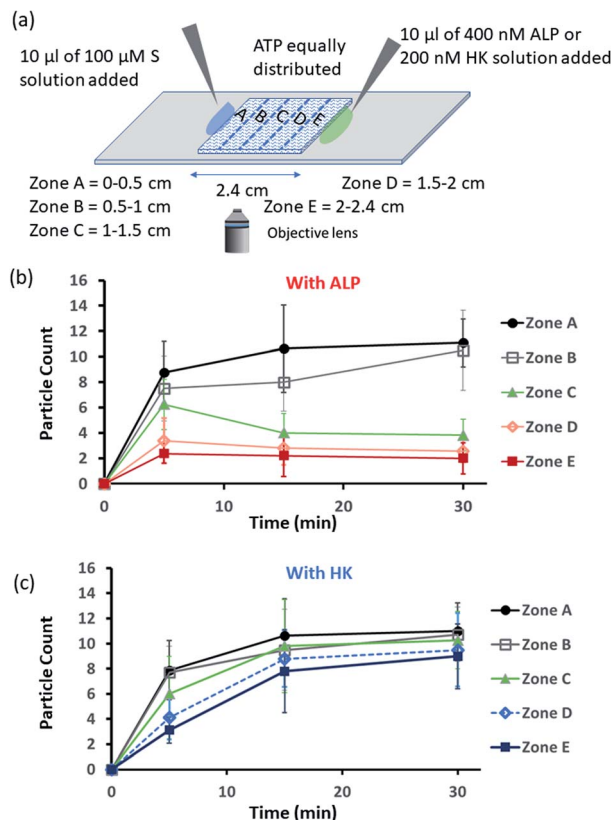 (a)
10 µl of 100 µM S
solution added
ATP equally
distributed
10 µl of 400 nM ALP or
200 nM HK solution added
A B C D E
Zone A = 0-0.5 cm
Zone B = 0.5-1 cm
Zone C = 1-1.5 cm
2.4 cm
Zone D = 1.5-2 cm
Zone E = 2-2.4 cm
Objective lens
(b)
With ALP
Particle Count
16
14
12
10
8
6
4
2
0
0 10 20 30
Time (min)
Zone A
Zone B
Zone C
Zone D
Zone E
(c)
With HK
Particle Count
16
14
12
10
8
6
4
2
0
0 10 20 30
Time (min)
Zone A
Zone B
Zone C
Zone D
Zone E